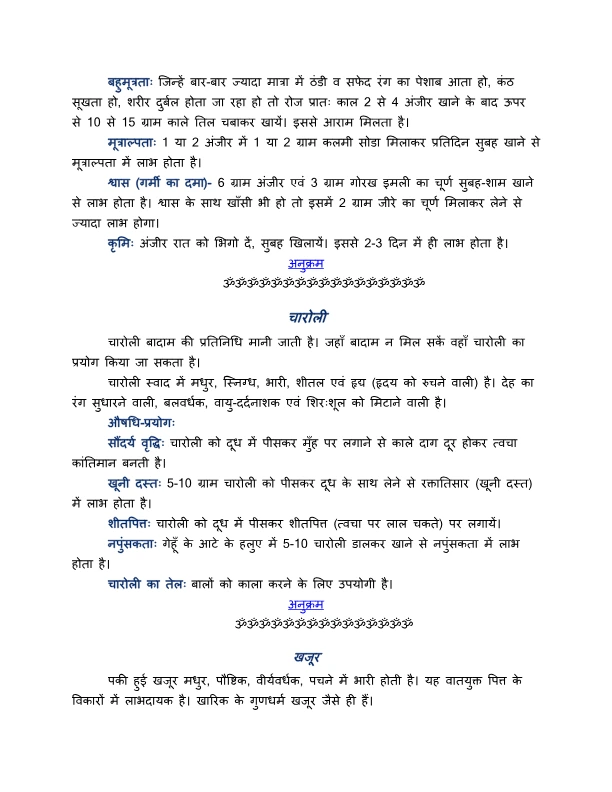 बहुमूत्रताः जिन्हें बार-बार ज्यादा मात्रा में ठंडी व सफेद रंग का पेशाब आता हो, कंठ
सूखता हो, शरीर दुर्बल होता जा रहा हो तो रोज प्रातः काल 2 से 4 अंजीर खाने के बाद ऊपर
से 10 से 15 ग्राम काले तिल चबाकर खायें। इससे आराम मिलता है।
मूत्राल्पताः 1 या 2 अंजीर में 1 या 2 ग्राम कलमी सोडा मिलाकर प्रतिदिन सुबह खाने से
मूत्राल्पता में लाभ होता है।
श्वास (गर्मी का दमा)- 6 ग्राम अंजीर एवं 3 ग्राम गोरख इमली का चूर्ण सुबह-शाम खाने
से लाभ होता है। श्वास के साथ खाँसी भी हो तो इसमें 2 ग्राम जीरे का चूर्ण मिलाकर लेने से
ज्यादा लाभ होगा।
कृमिः अंजीर रात को भिगो दें, सुबह खिलायें। इससे 2-3 दिन में ही लाभ होता है।
अनुक्रम
ॐॐॐॐॐॐॐॐॐॐॐॐॐॐॐॐॐ
चारोली
चारोली बादाम की प्रतिनिधि मानी जाती है। जहाँ बादाम न मिल सकें वहाँ चारोली का
प्रयोग किया जा सकता है।
चारोली स्वाद में मधुर, स्निग्ध, भारी, शीतल एवं हृद्य (हृदय को रुचने वाली) है। देह का
रंग सुधारने वाली, बलवर्धक, वायु-दर्दनाशक एवं शिरःशूल को मिटाने वाली है।
औषधि-प्रयोगः
सौंदर्य वृद्धिः चारोली को दूध में पीसकर मुँह पर लगाने से काले दाग दूर होकर त्वचा
कांतिमान बनती है।
खूनी दस्तः 5-10 ग्राम चारोली को पीसकर दूध के साथ लेने से रक्तातिसार (खूनी दस्त)
में लाभ होता है।
शीतपित्तः चारोली को दूध में पीसकर शीतपित्त (त्वचा पर लाल चकते) पर लगायें।
नपुंसकताः गेहूँ के आटे के हलुए में 5-10 चारोली डालकर खाने से नपुंसकता में लाभ
होता है।
चारोली का तेलः बालों को काला करने के लिए उपयोगी है।
अनुक्रम
ॐॐॐॐॐॐॐॐॐॐॐॐॐॐॐ
खजूर
पकी हुई खजूर मधुर, पौष्टिक, वीर्यवर्धक, पचने में भारी होती है। यह वातयुक्त पित्त के
विकारों में लाभदायक है। खारिक के गुणधर्म खजूर जैसे ही हैं।